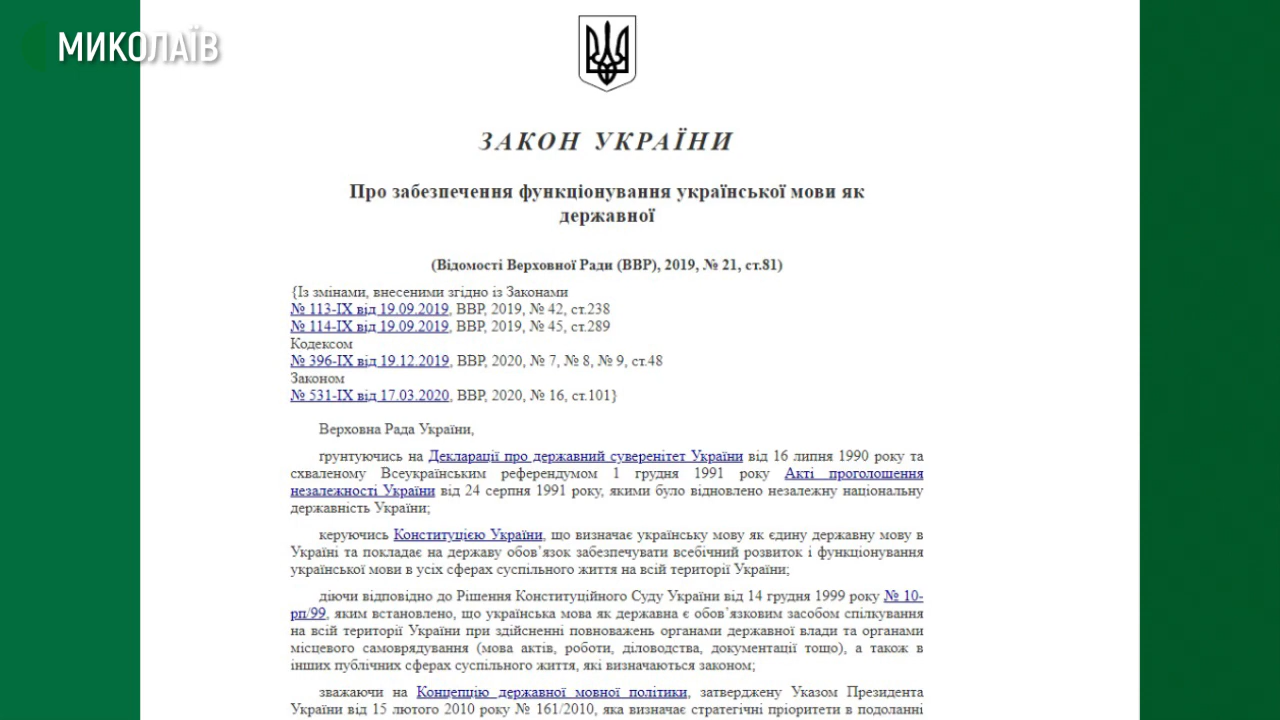 МИКОЛАЇВ
ЗАКОН УКРАЇНИ
Про забезпечення функціонування української мови як
державної
(Відомості Верховної Ради (ВВР), 2019, № 21, ст.81)
{Із змінами, внесеними згідно із Законами
№ 113-IX від 19.09.2019, ВВР, 2019, № 42, ст.238
№ 114-IX від 19.09.2019, ВВР, 2019, № 45, ст.289
Кодексом
№ 396-IX від 19.12.2019, ВВР, 2020, № 7, № 8, № 9, ст.48
Законом
№ 531-IX від 17.03.2020, ВВР, 2020, № 16, ст.101}
Верховна Рада України,
ґрунтуючись на Декларації про державний суверенітет України від 16 липня 1990 року та
схваленому Всеукраїнським референдумом 1 грудня 1991 року Акті проголошення
незалежності України від 24 серпня 1991 року, якими було відновлено незалежну національну
державність України;
керуючись Конституцією України, що визначає українську мову як єдину державну мову в
Україні та покладає на державу обов’язок забезпечувати всебічний розвиток і функціонування
української мови в усіх сферах суспільного життя на всій території України;
діючи відповідно до Рішення Конституційного Суду України від 14 грудня 1999 року № 10-
рп/99, яким встановлено, що українська мова як державна є обов’язковим засобом спілкування
на всій території України при здійсненні повноважень органами державної влади та органами
місцевого самоврядування (мова актів, роботи, діловодства, документації тощо), а також в
інших публічних сферах суспільного життя, які визначаються законом;
зважаючи на Концепцію державної мовної політики, затверджену Указом Президента
України від 15 лютого 2010 року № 161/2010, яка визначає стратегічні пріоритети в подоланні